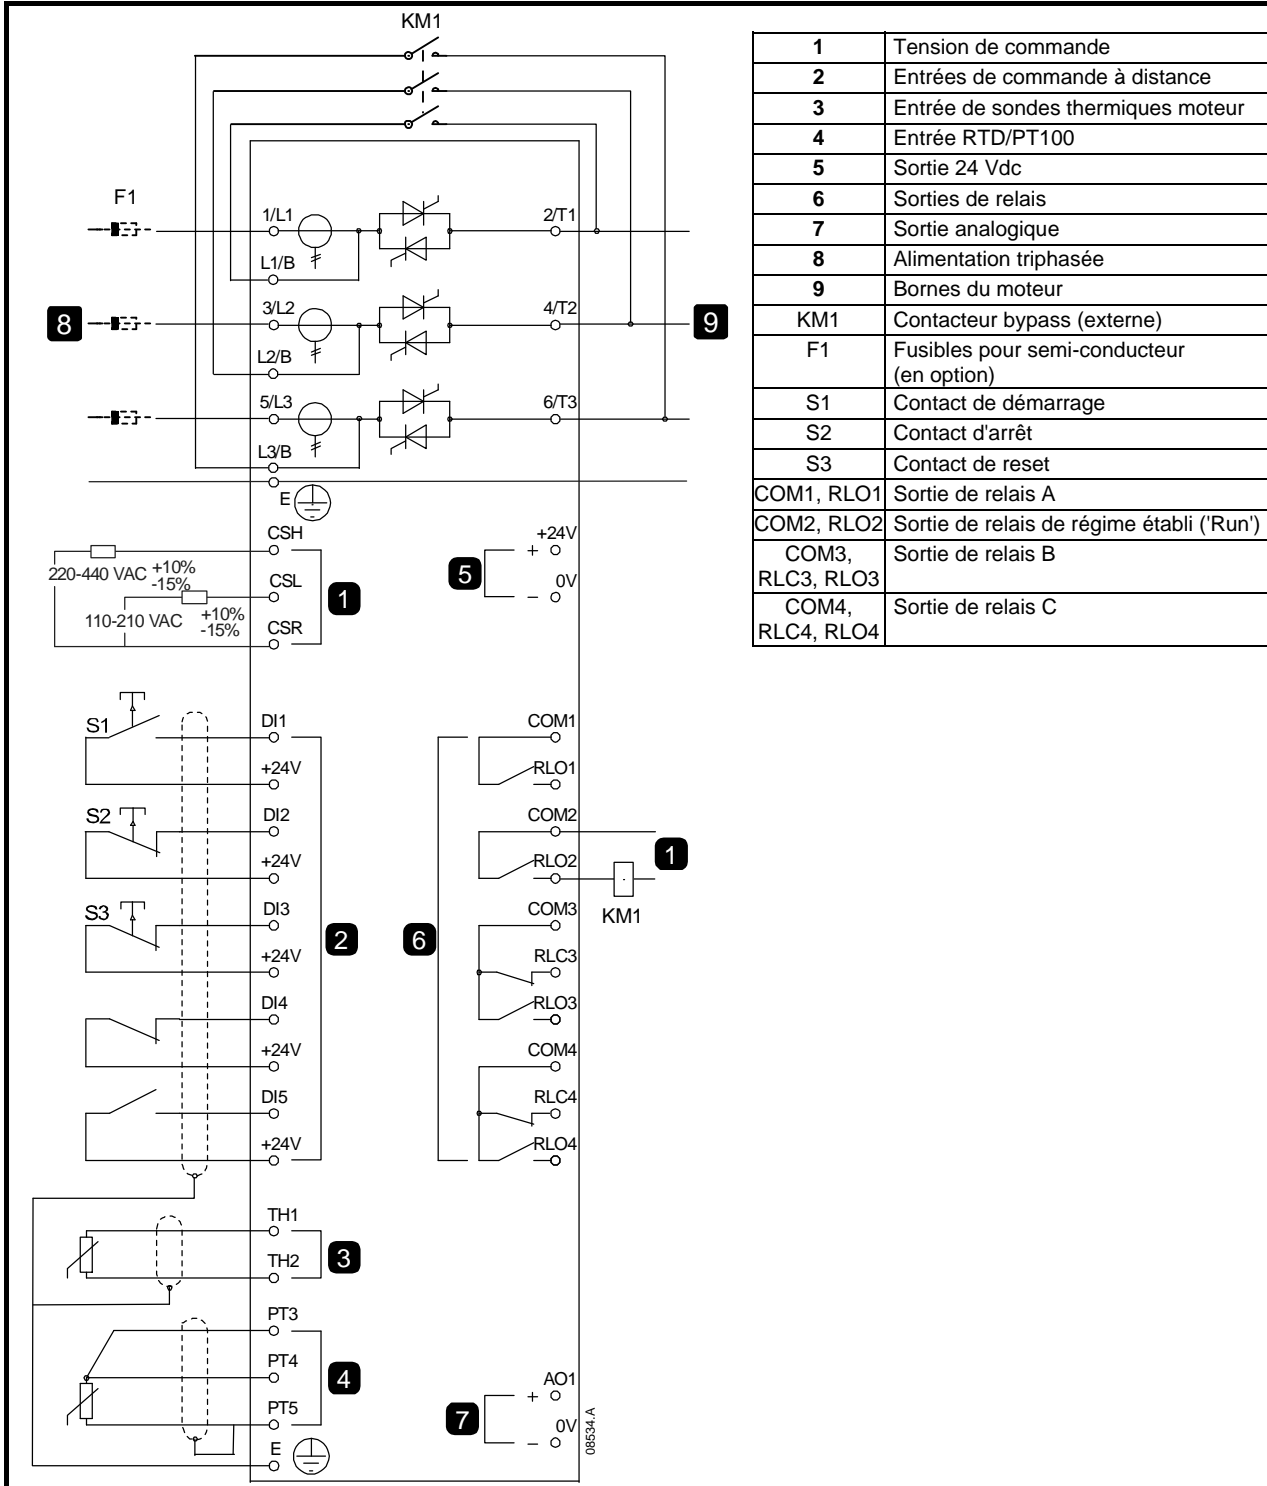 KM1
F1
1/L1
2/T1
L1/B
8
3/L2
4/T2
9
L2/B
5/L3
6/T3
L3/B
E
CSH
220-440 VAC +10%
-15%
CSL
110-210 VAC +10%
-15%
CSR
1
+24V
5
+
0V
−
S1
DI1
+24V
S2
DI2
+24V
S3
DI3
+24V
2
DI4
+24V
DI5
+24V
COM1
RLO1
COM2
RLO2
1
KM1
COM3
6
RLC3
RLO3
COM4
RLC4
RLO4
TH1
TH2
3
PT3
PT4
4
PT5
E
AO1
+
7
0V
−
08534.A
1 Tension de commande
2 Entrées de commande à distance
3 Entrée de sondes thermiques moteur
4 Entrée RTD/PT100
5 Sortie 24 Vdc
6 Sorties de relais
7 Sortie analogique
8 Alimentation triphasée
9 Bornes du moteur
KM1 Contacteur bypass (externe)
F1 Fusibles pour semi-conducteur
(en option)
S1 Contact de démarrage
S2 Contact d'arrêt
S3 Contact de reset
COM1, RLO1 Sortie de relais A
COM2, RLO2 Sortie de relais de régime établi ('Run')
COM3, Sortie de relais B
RLC3, RLO3
COM4, Sortie de relais C
RLC4, RLO4